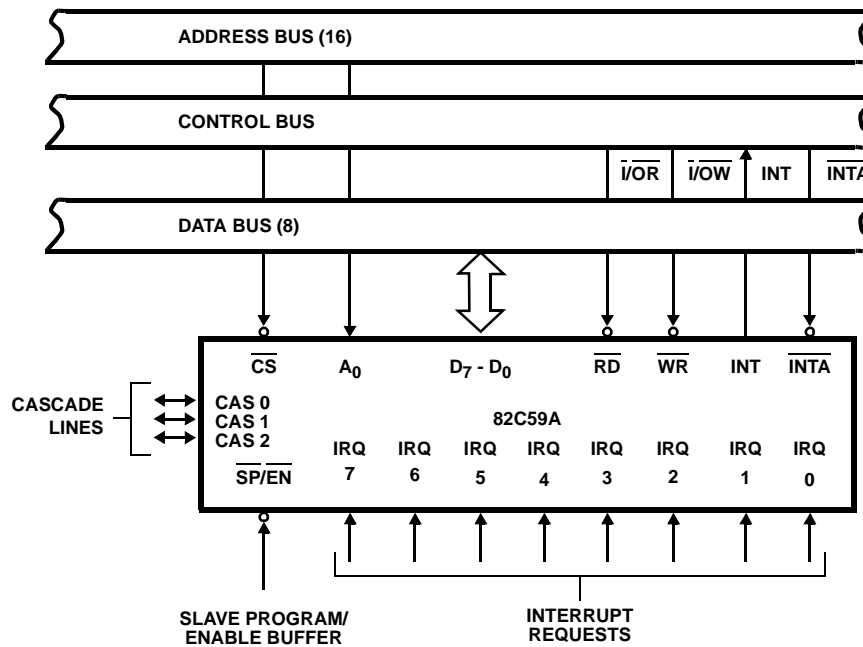 ADDRESS BUS (16)
CONTROL BUS
I/OR I/OW INT INTA
DATA BUS (8)
CS A0 D7 - D0 RD WR INT INTA
CASCADE
LINES
CAS 0
CAS 1
CAS 2
82C59A
IRQ IRQ IRQ IRQ IRQ IRQ IRQ IRQ
7 6 5 4 3 2 1 0
SP/EN
SLAVE PROGRAM/
ENABLE BUFFER
INTERRUPT
REQUESTS